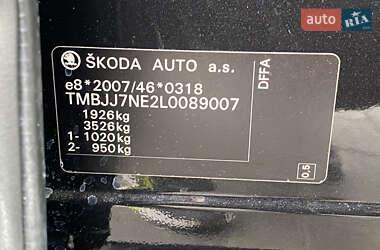 auto RIA
ŠKODA AUTO a.s.
DFFA
e8*2007/46*0318
TMBJJ7NE2L0089007
1926kg
3526kg
1- 1020kg
2- 950kg
0.5